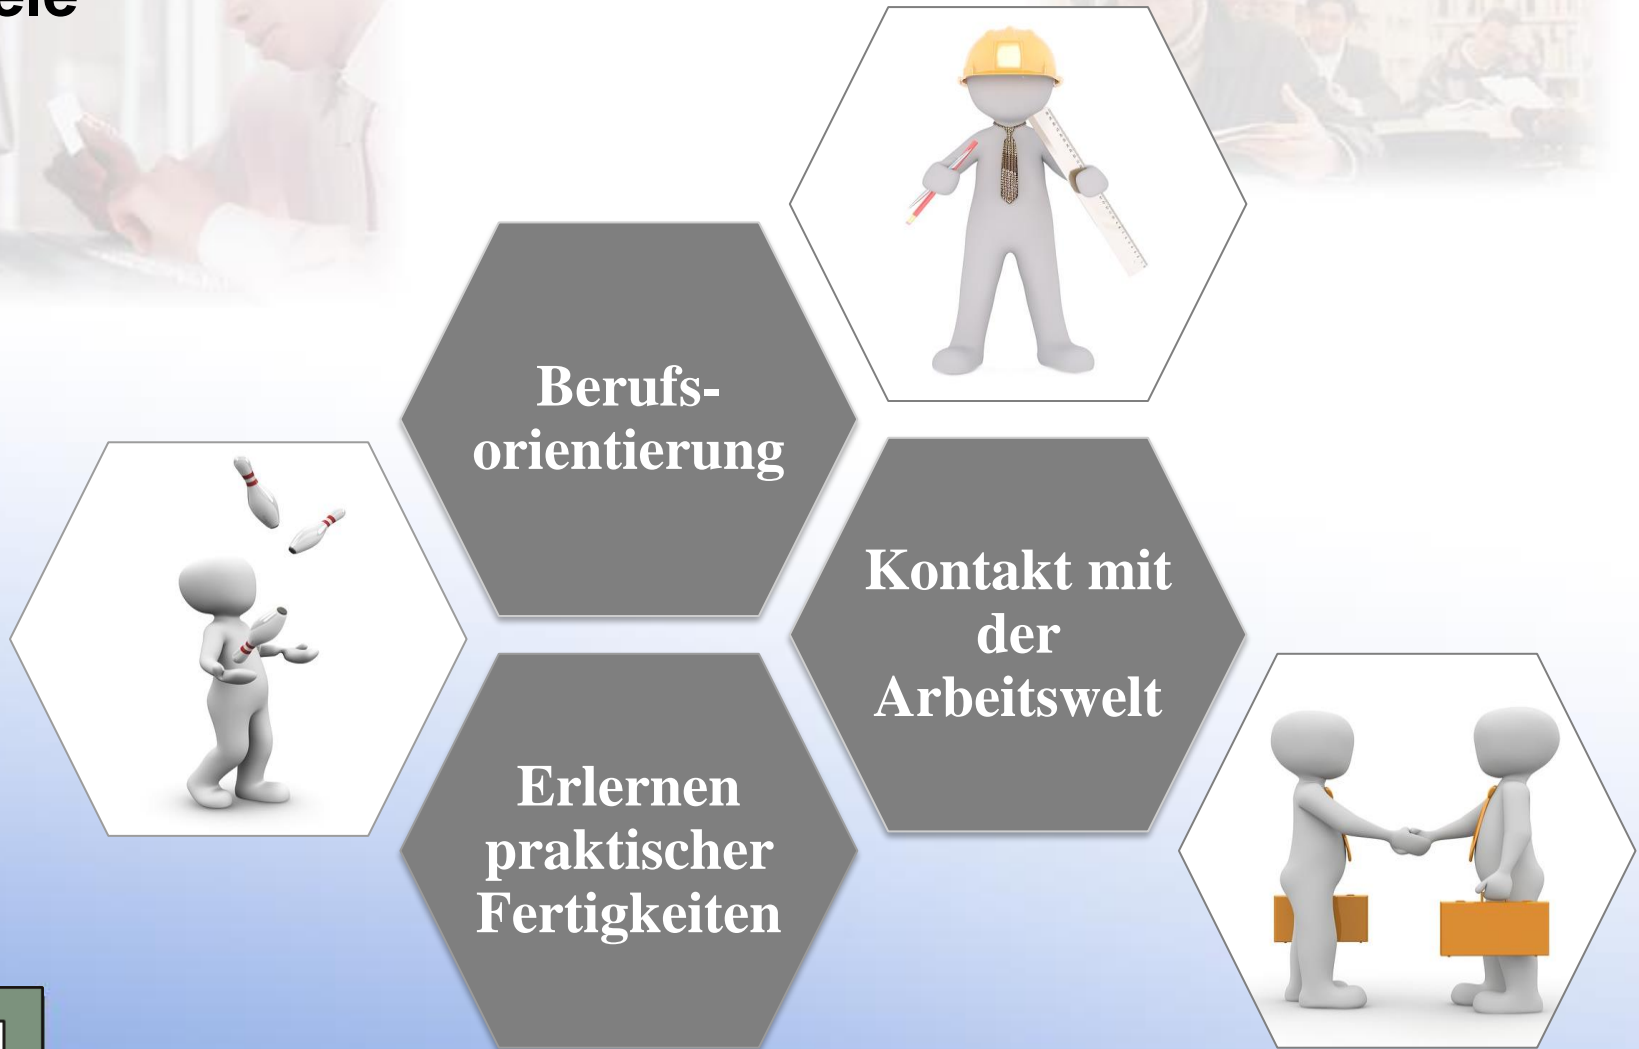 Berufs-
orientierung
Kontakt mit
der
Arbeitswelt
Erlernen
praktischer
Fertigkeiten